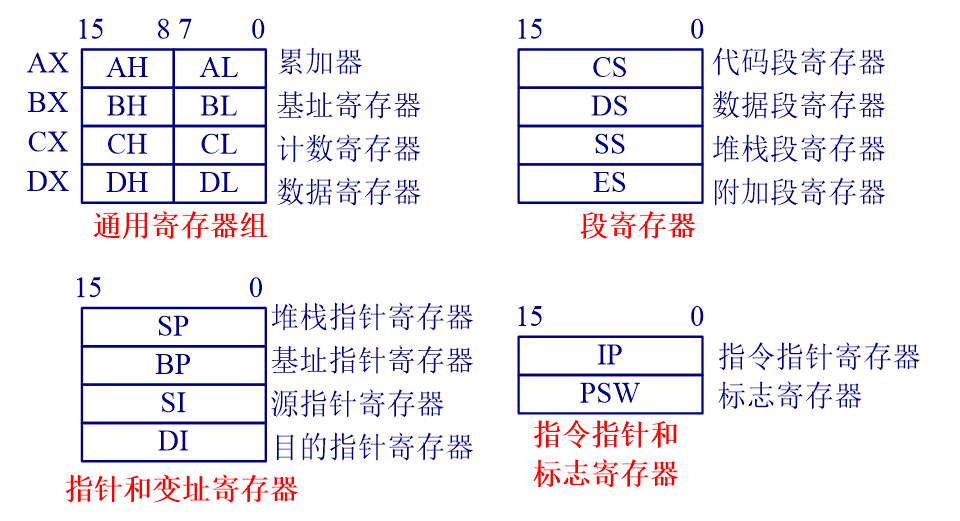 15 8 7 0
AX AH AL 累加器
BX BH BL 基址寄存器
CX CH CL 计数寄存器
DX DH DL 数据寄存器
通用寄存器组
15 0
CS 代码段寄存器
DS 数据段寄存器
SS 堆栈段寄存器
ES 附加段寄存器
段寄存器
15 0
SP 堆栈指针寄存器
BP 基址指针寄存器
SI 源指针寄存器
DI 目的指针寄存器
指针和变址寄存器
15 0
IP 指令指针寄存器
PSW 标志寄存器
指令指针和
标志寄存器